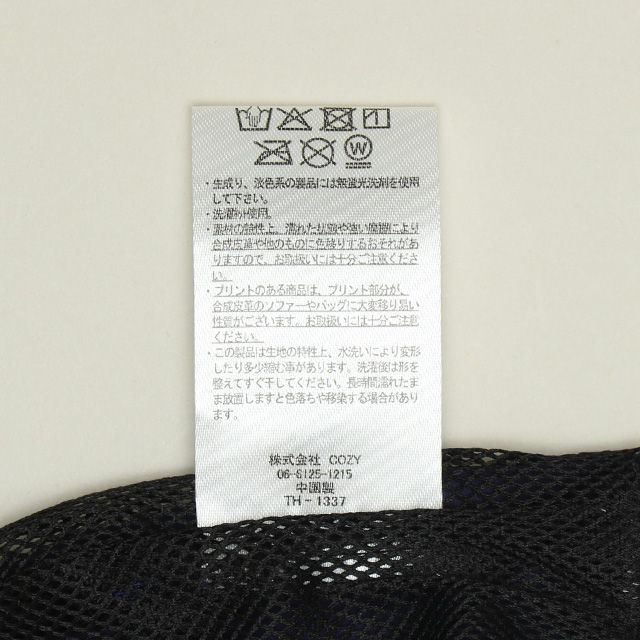 ・生成り、淡色系の製品には無蛍光洗剤を使用
して下さい。
・洗濯ﾈｯﾄ使用。
・素材の特性上、濡れた状態や強い摩擦により
合成皮革や他のものに色移りするおそれがあ
りますので、お取扱いには十分ご注意くださ
い。
・プリントのある商品は、プリント部分が、
合成皮革のソファーやバッグに大変移り易い
性質がございます。お取扱いには十分ご注意
ください。
・この製品は生地の特性上、水洗いにより変形
したり多少縮む事があります。洗濯後は形を
整えてすぐ干してください。長時間濡れたま
ま放置しますと色落ちや移染する場合があり
ます。
株式会社 COZY
06-6125-1215
中国製
TH-1337